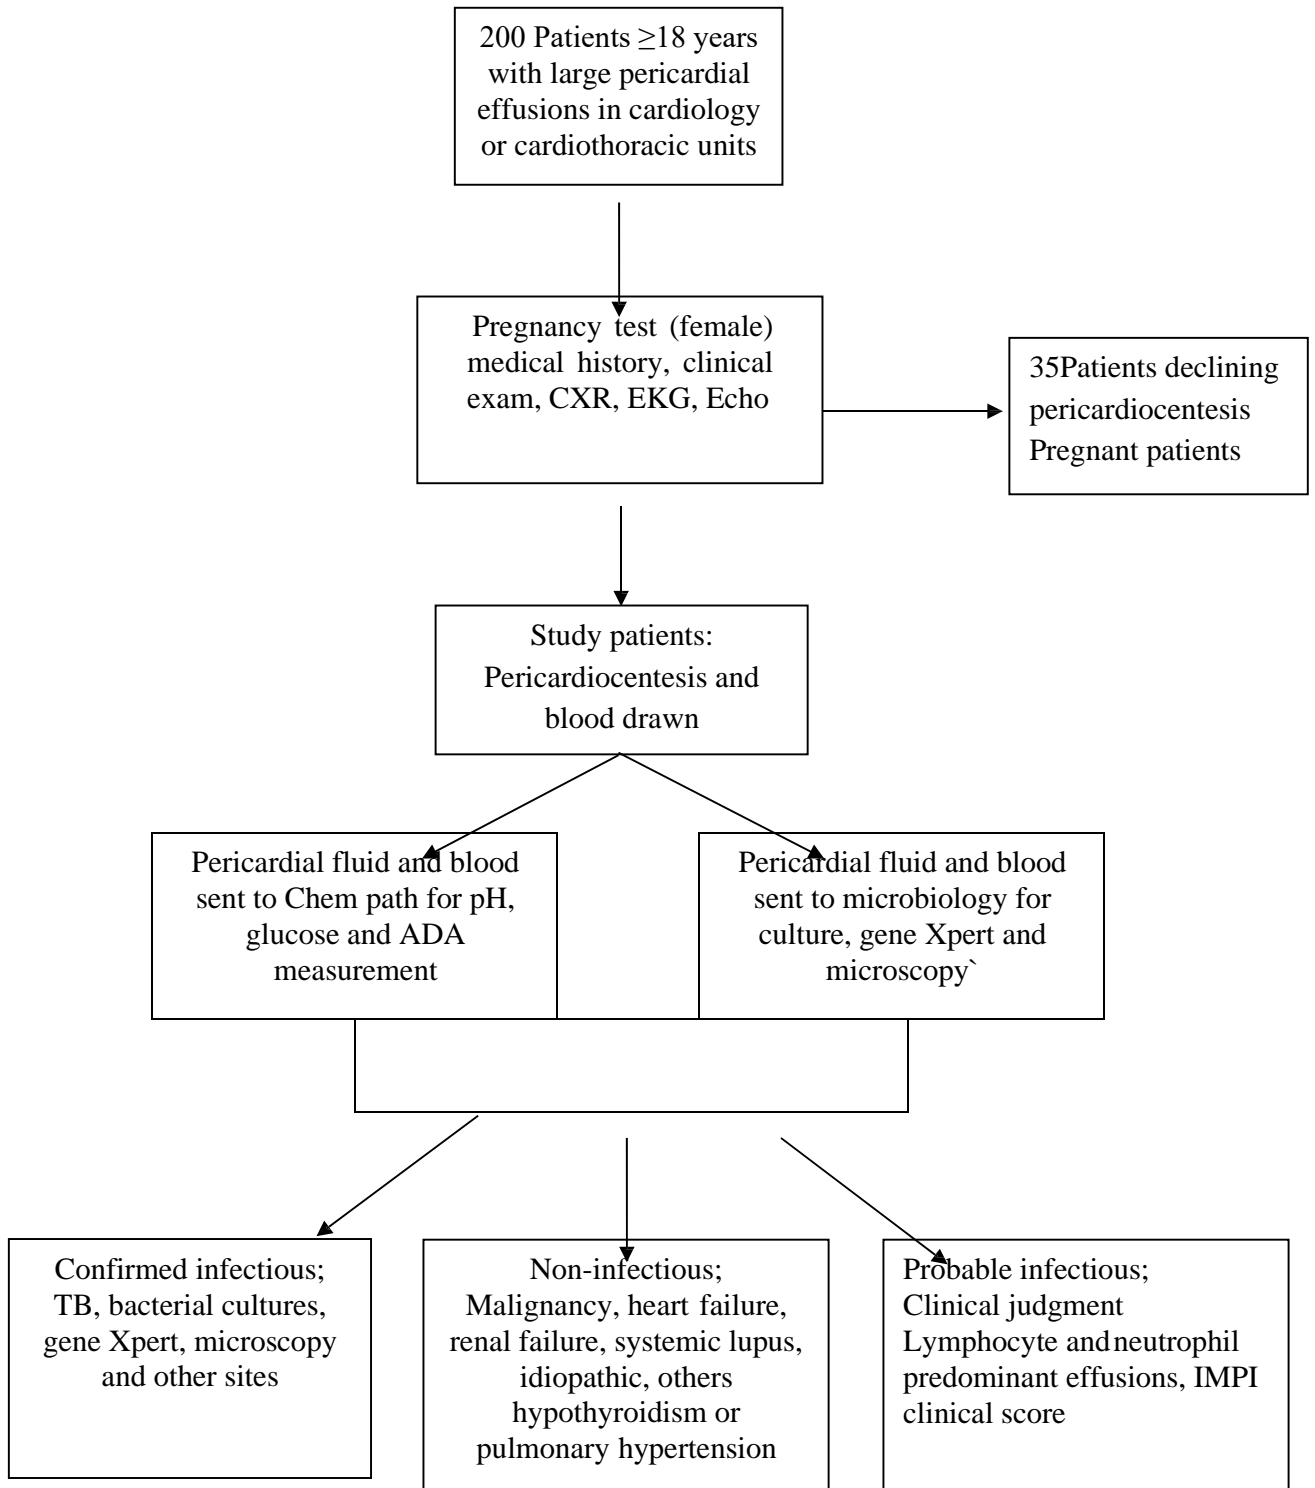 200 Patients ≥18 years
with large pericardial
effusions in cardiology
or cardiothoracic units
Pregnancy test (female)
medical history, clinical
exam, CXR, EKG, Echo
35Patients declining
pericardiocentesis
Pregnant patients
Study patients:
Pericardiocentesis and
blood drawn
Pericardial fluid and blood
sent to Chem path for pH,
glucose and ADA
measurement
Pericardial fluid and blood
sent to microbiology for
culture, gene Xpert and
microscopy`
Confirmed infectious;
TB, bacterial cultures,
gene Xpert, microscopy
and other sites
Non-infectious;
Malignancy, heart failure,
renal failure, systemic lupus,
idiopathic, others
hypothyroidism or
pulmonary hypertension
Probable infectious;
Clinical judgment
Lymphocyte and neutrophil
predominant effusions, IMPI
clinical score